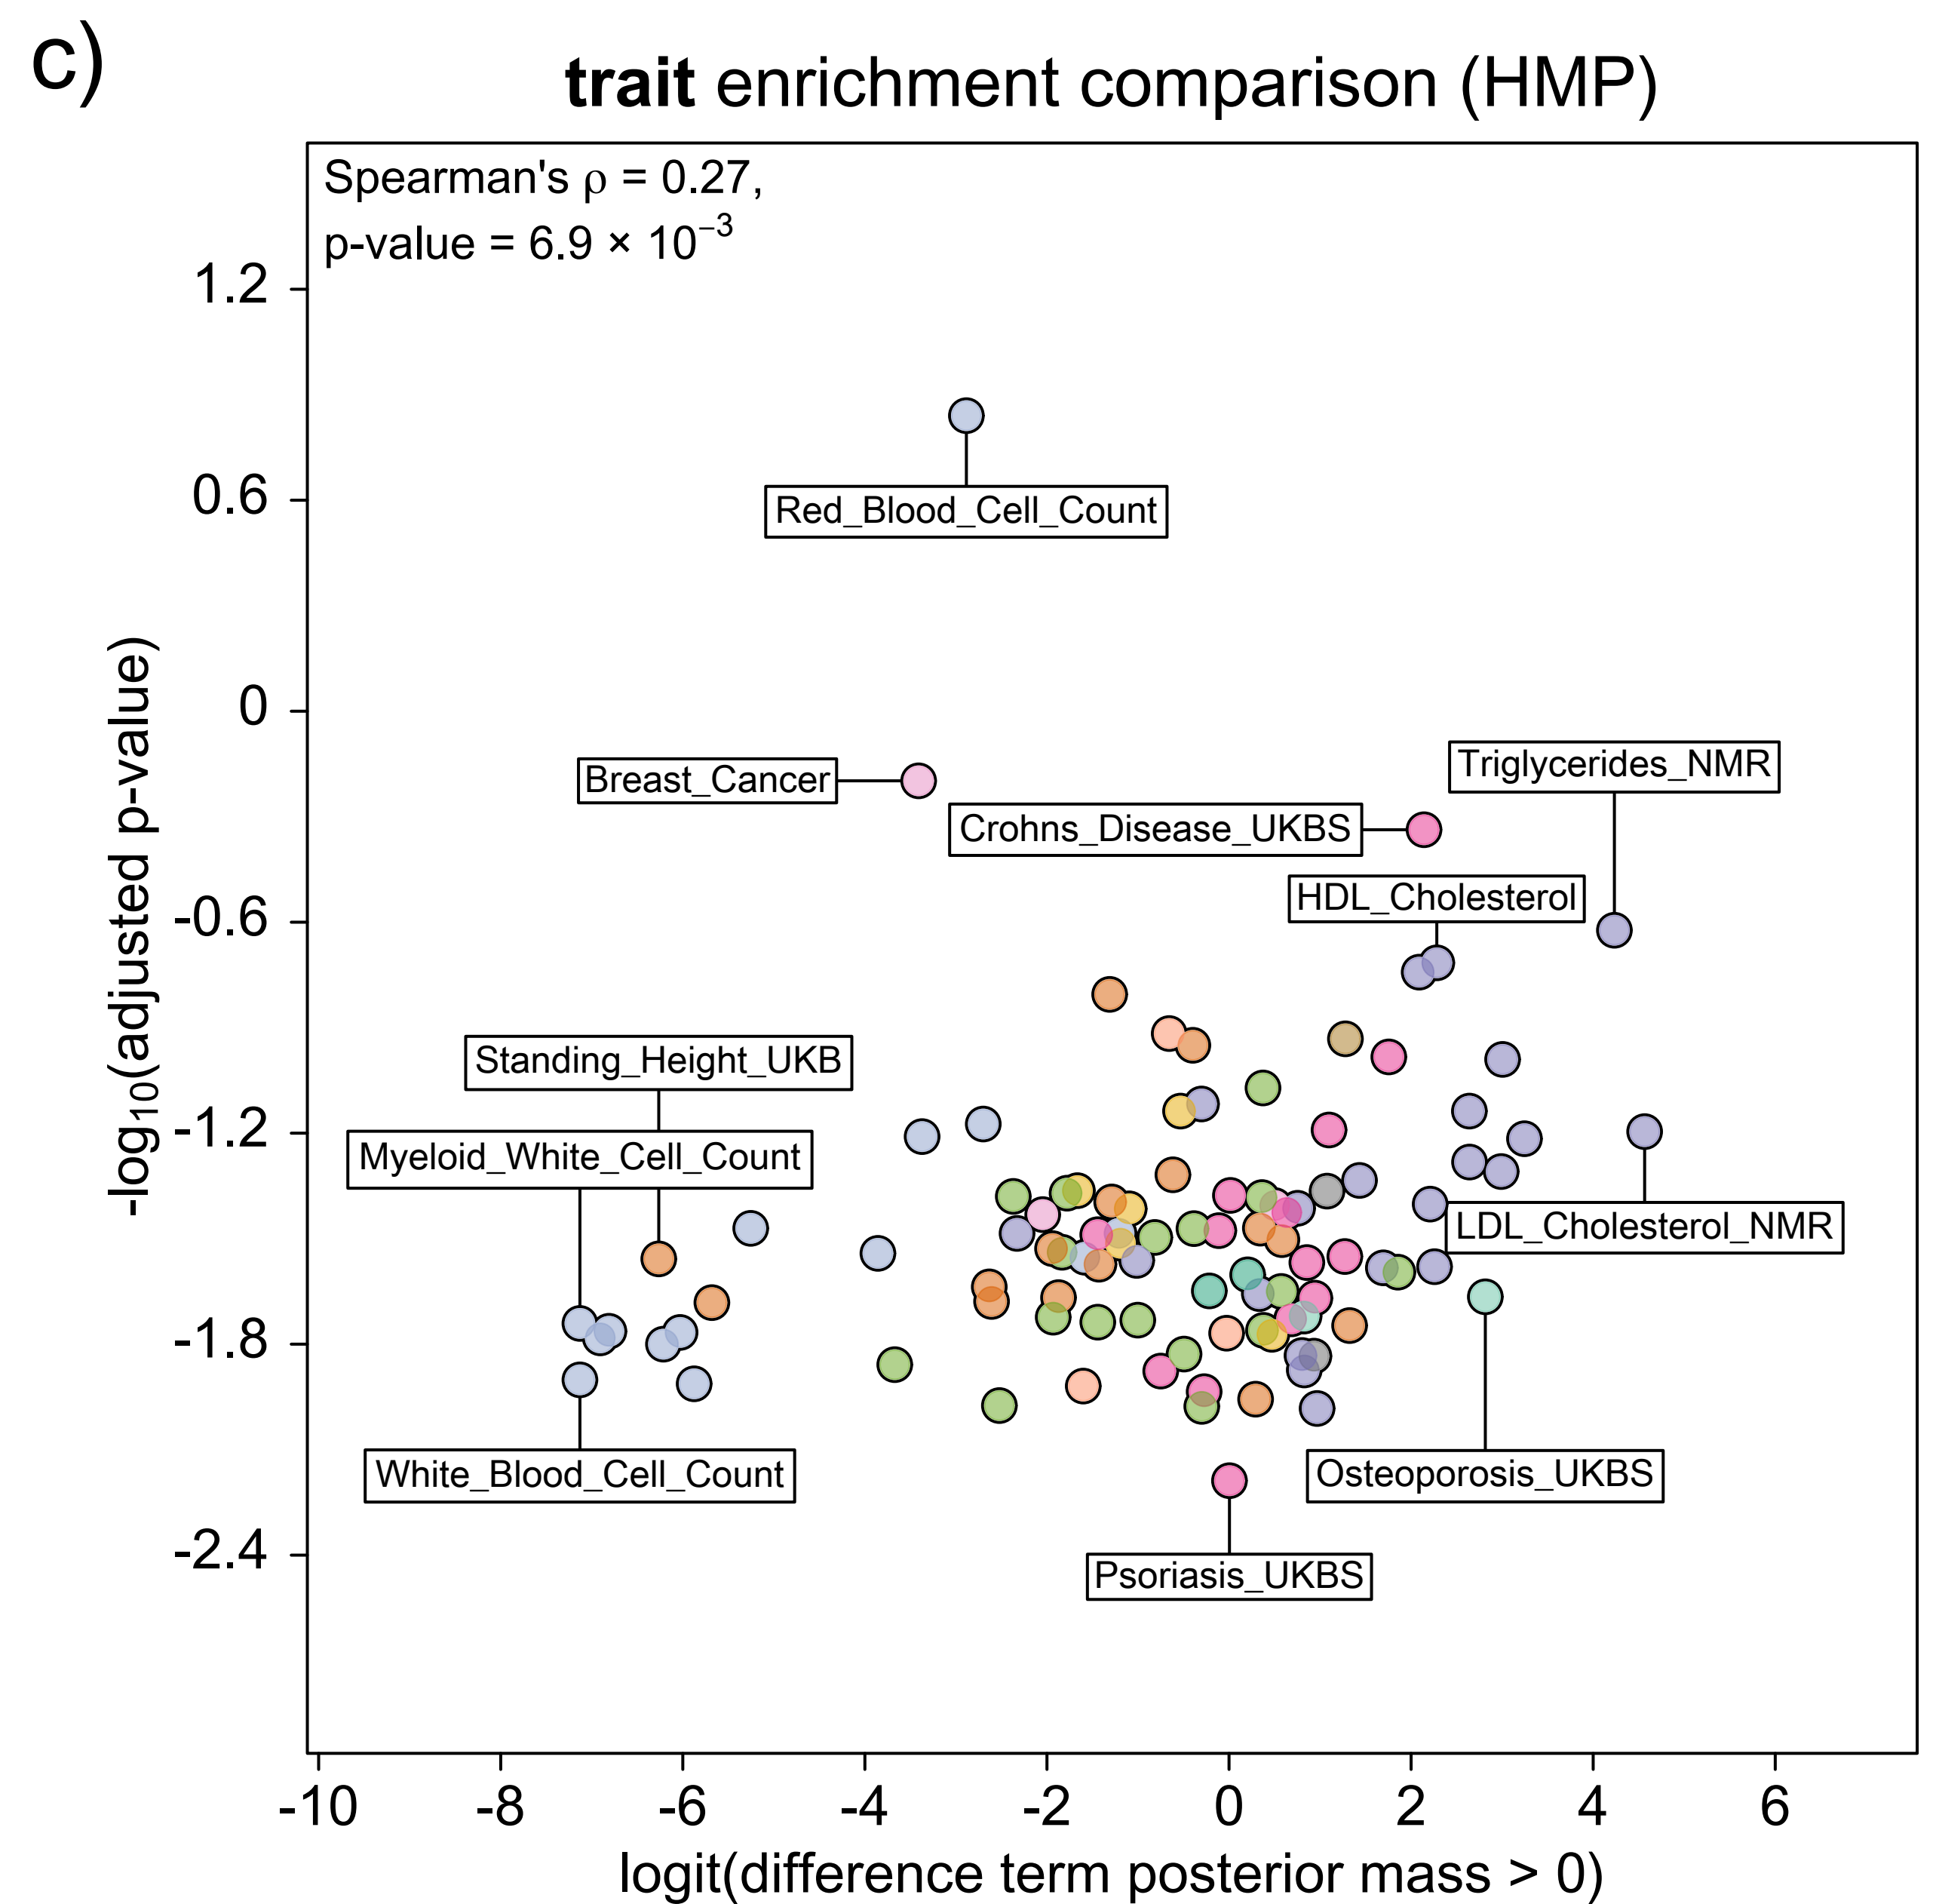 c)
trait enrichment comparison (HMP)
Spearman's ρ = 0.27,
p-value = 6.9 × 10⁻³
1.2
0.6
0
-0.6
-1.2
-1.8
-2.4
-log₁₀(adjusted p-value)
Red_Blood_Cell_Count
Breast_Cancer
Triglycerides_NMR
Crohns_Disease_UKBS
HDL_Cholesterol
Standing_Height_UKB
Myeloid_White_Cell_Count
LDL_Cholesterol_NMR
White_Blood_Cell_Count
Osteoporosis_UKBS
Psoriasis_UKBS
-10 -8 -6 -4 -2 0 2 4 6
logit(difference term posterior mass > 0)